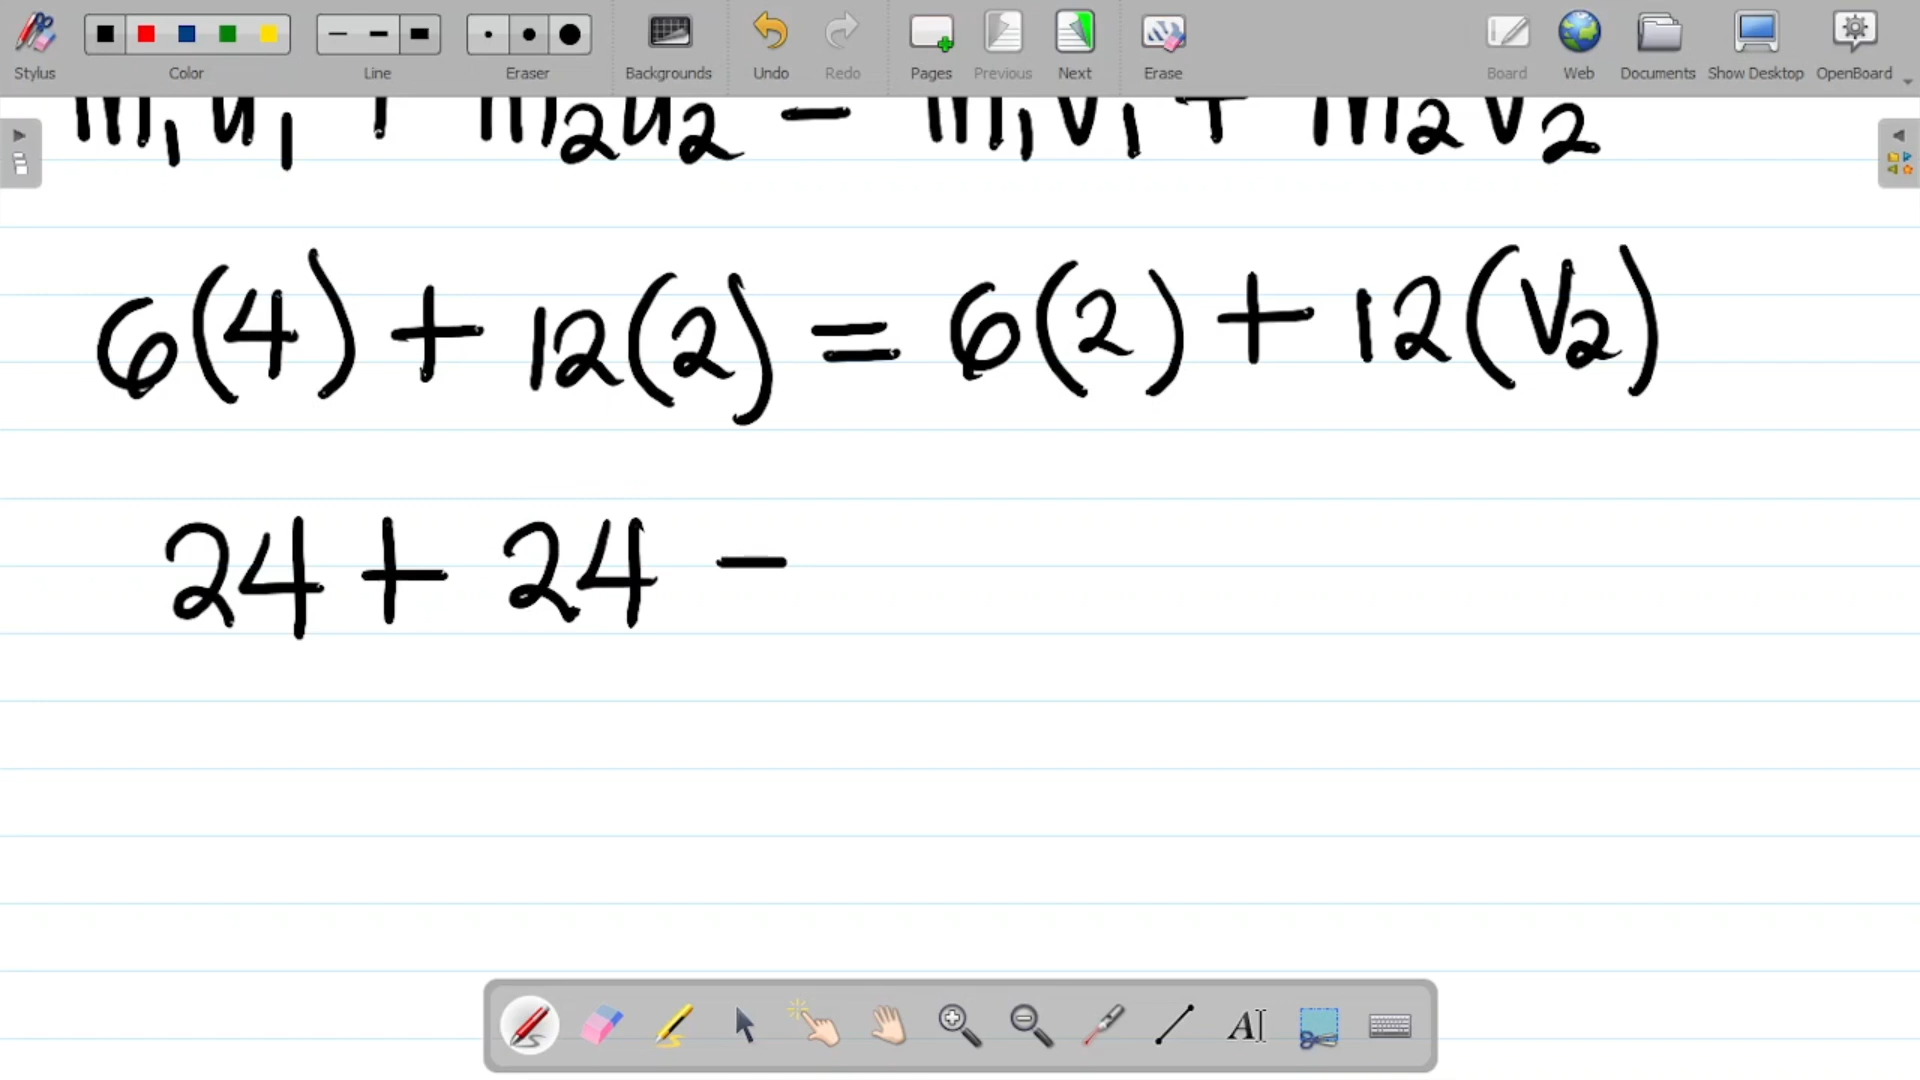 Stylus Color Line Eraser Backgrounds Undo Redo Pages Previous Next Erase Board Web Documents Show Desktop OpenBoard
m₁u₁ + m₂u₂ = m₁v₁ + m₂v₂
6(4) + 12(2) = 6(2) + 12(V₂)
24 + 24 -